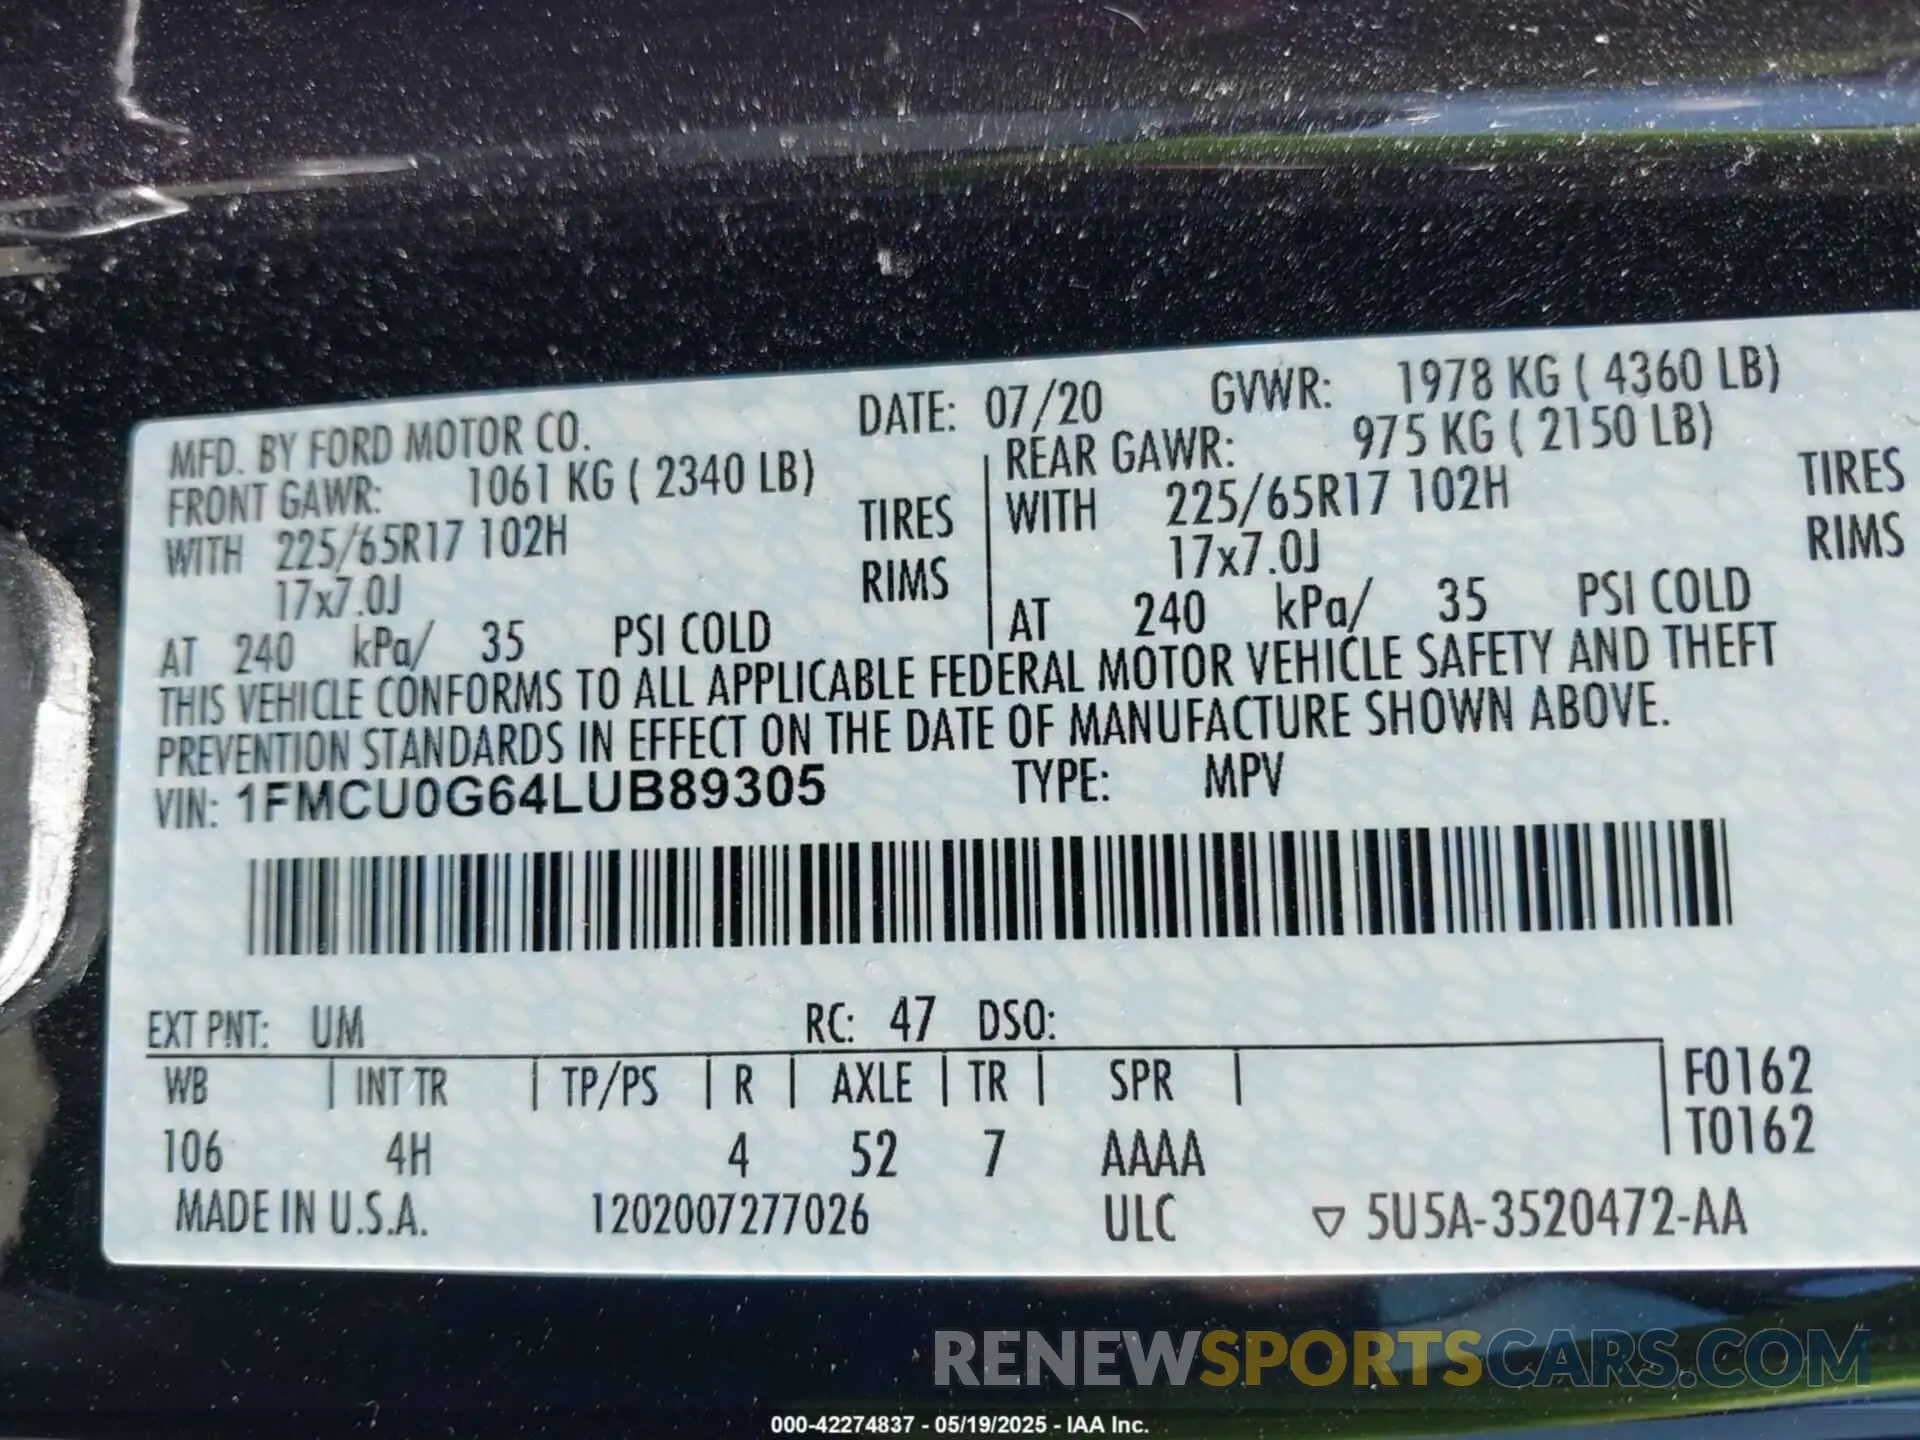 MFD. BY FORD MOTOR CO. DATE: 07/20 GVWR: 1978 KG ( 4360 LB)
FRONT GAWR: 1061 KG ( 2340 LB) REAR GAWR: 975 KG ( 2150 LB)
WITH 225/65R17 102H TIRES WITH 225/65R17 102H TIRES
17x7.0J RIMS 17x7.0J RIMS
AT 240 kPa/ 35 PSI COLD AT 240 kPa/ 35 PSI COLD
THIS VEHICLE CONFORMS TO ALL APPLICABLE FEDERAL MOTOR VEHICLE SAFETY AND THEFT
PREVENTION STANDARDS IN EFFECT ON THE DATE OF MANUFACTURE SHOWN ABOVE.
VIN: 1FMCU0G64LUB89305 TYPE: MPV
EXT PNT: UM RC: 47 DSO:
WB | INT TR | TP/PS | R | AXLE | TR | SPR | F0162
T0162
106 4H 4 52 7 AAAA
MADE IN U.S.A. 1202007277026 ULC ▽ 5U5A-3520472-AA
RENEWSPORTSCARS.COM
000-42274837 - 05/19/2025 - IAA Inc.